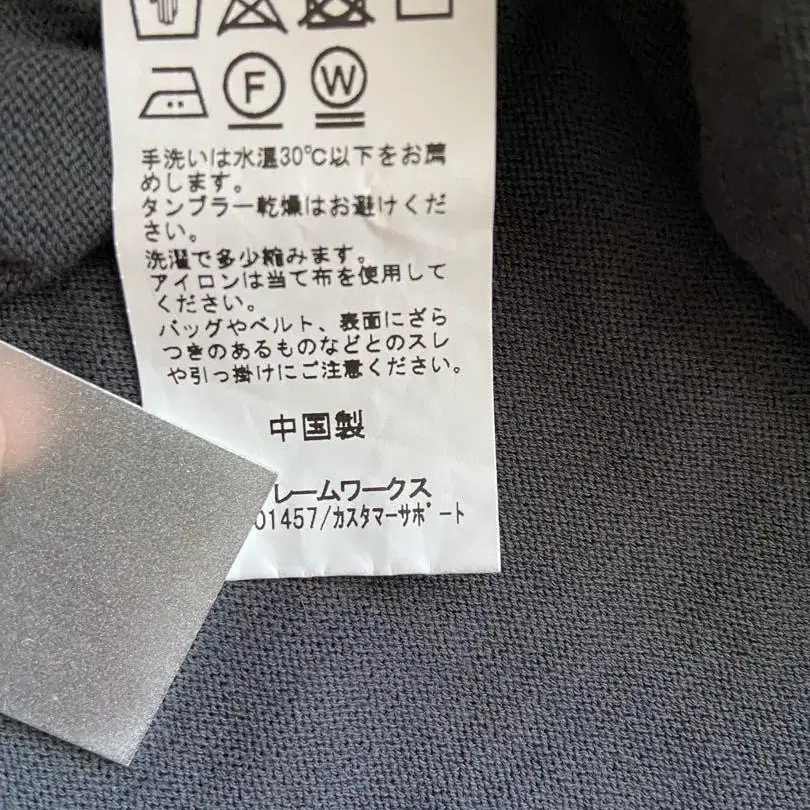 F W
手洗いは水温30℃以下をお薦
めします。
タンブラー乾燥はお避けくだ
さい。
洗濯で多少縮みます。
アイロンは当て布を使用して
ください。
バッグやベルト、表面にざら
つきのあるものなどとのスレ
や引っ掛けにご注意ください。
中国製
レームワークス
01457/カスタマーサポート